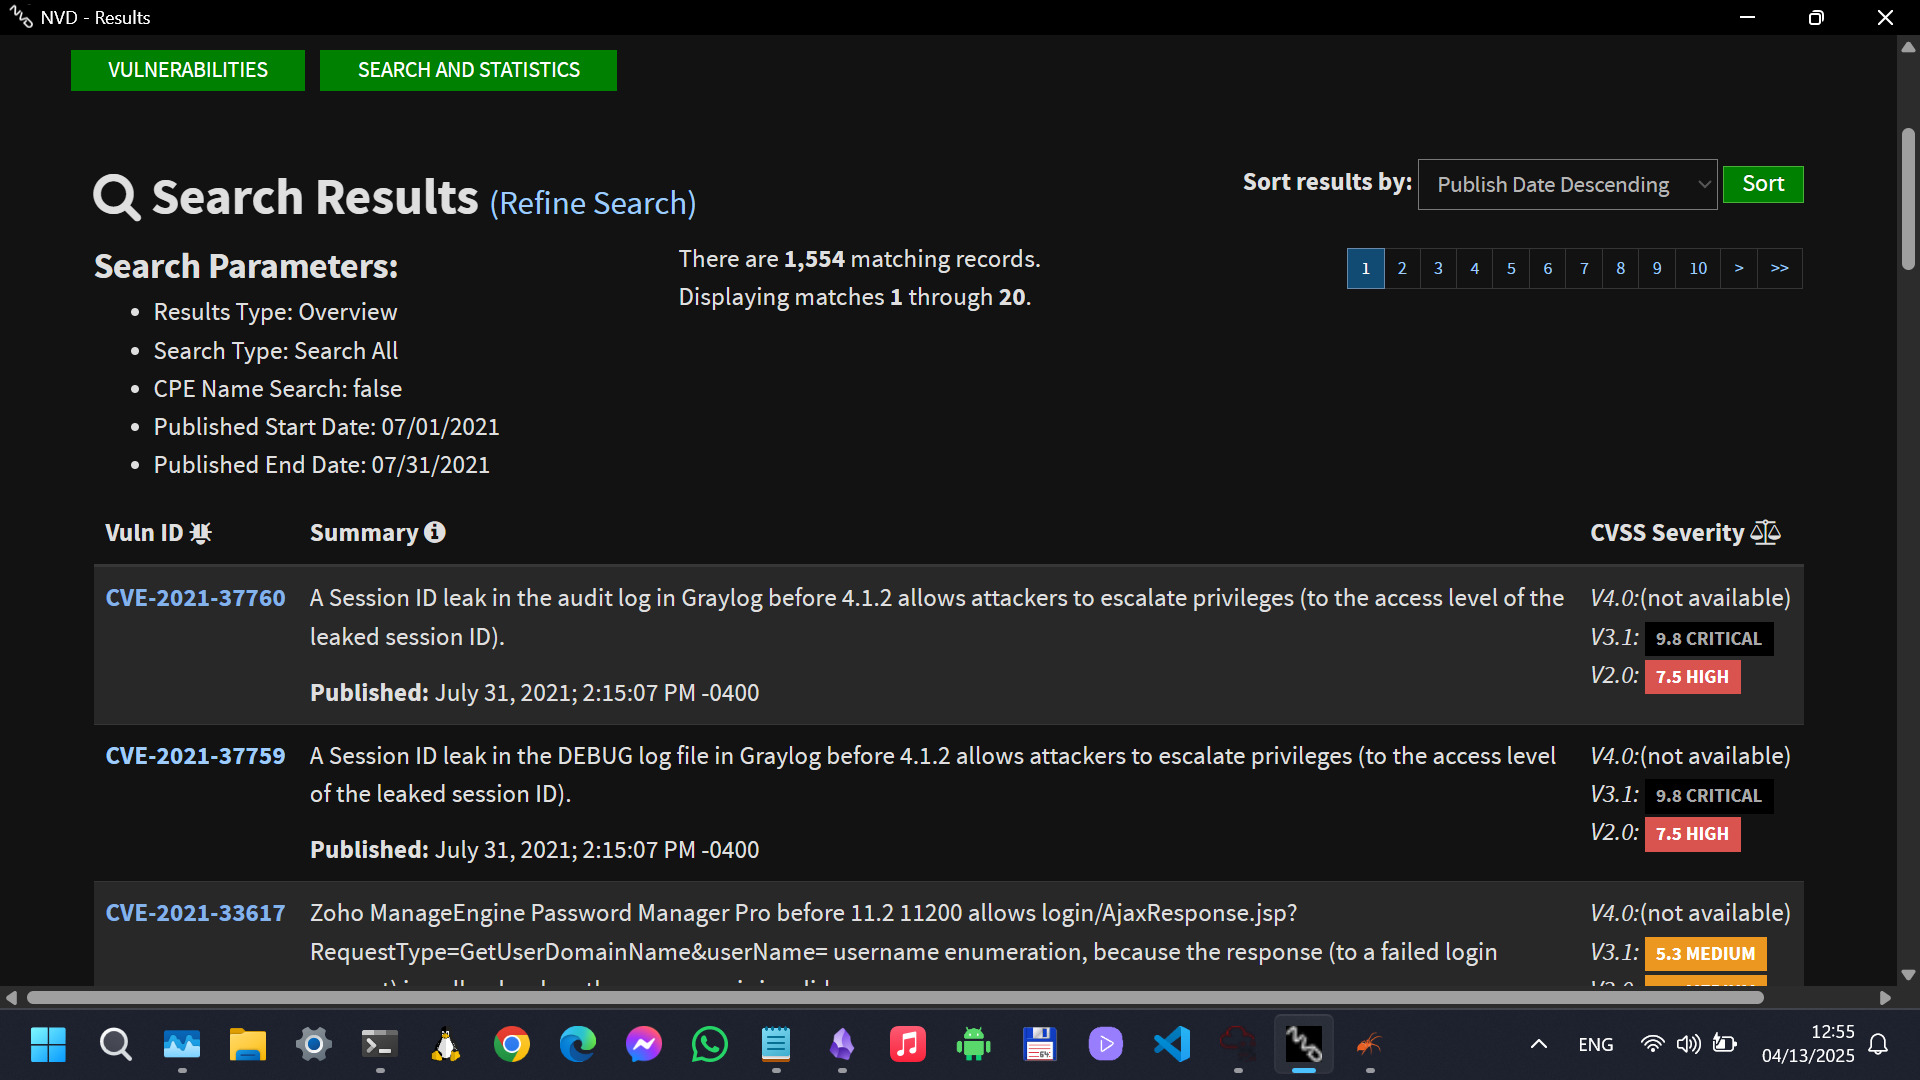 NVD - Results
VULNERABILITIES
SEARCH AND STATISTICS
Search Results (Refine Search)
Sort results by: Publish Date Descending Sort
Search Parameters:
There are 1,554 matching records.
Displaying matches 1 through 20.
1 2 3 4 5 6 7 8 9 10 > >>
Results Type: Overview
Search Type: Search All
CPE Name Search: false
Published Start Date: 07/01/2021
Published End Date: 07/31/2021
Vuln ID Summary CVSS Severity
CVE-2021-37760
A Session ID leak in the audit log in Graylog before 4.1.2 allows attackers to escalate privileges (to the access level of the
leaked session ID).
Published: July 31, 2021; 2:15:07 PM -0400
V4.0:(not available)
V3.1: 9.8 CRITICAL
V2.0: 7.5 HIGH
CVE-2021-37759
A Session ID leak in the DEBUG log file in Graylog before 4.1.2 allows attackers to escalate privileges (to the access level
of the leaked session ID).
Published: July 31, 2021; 2:15:07 PM -0400
V4.0:(not available)
V3.1: 9.8 CRITICAL
V2.0: 7.5 HIGH
CVE-2021-33617
Zoho ManageEngine Password Manager Pro before 11.2 11200 allows login/AjaxResponse.jsp?
RequestType=GetUserDomainName&userName= username enumeration, because the response (to a failed login
V4.0:(not available)
V3.1: 5.3 MEDIUM
64
ENG
12:55
04/13/2025